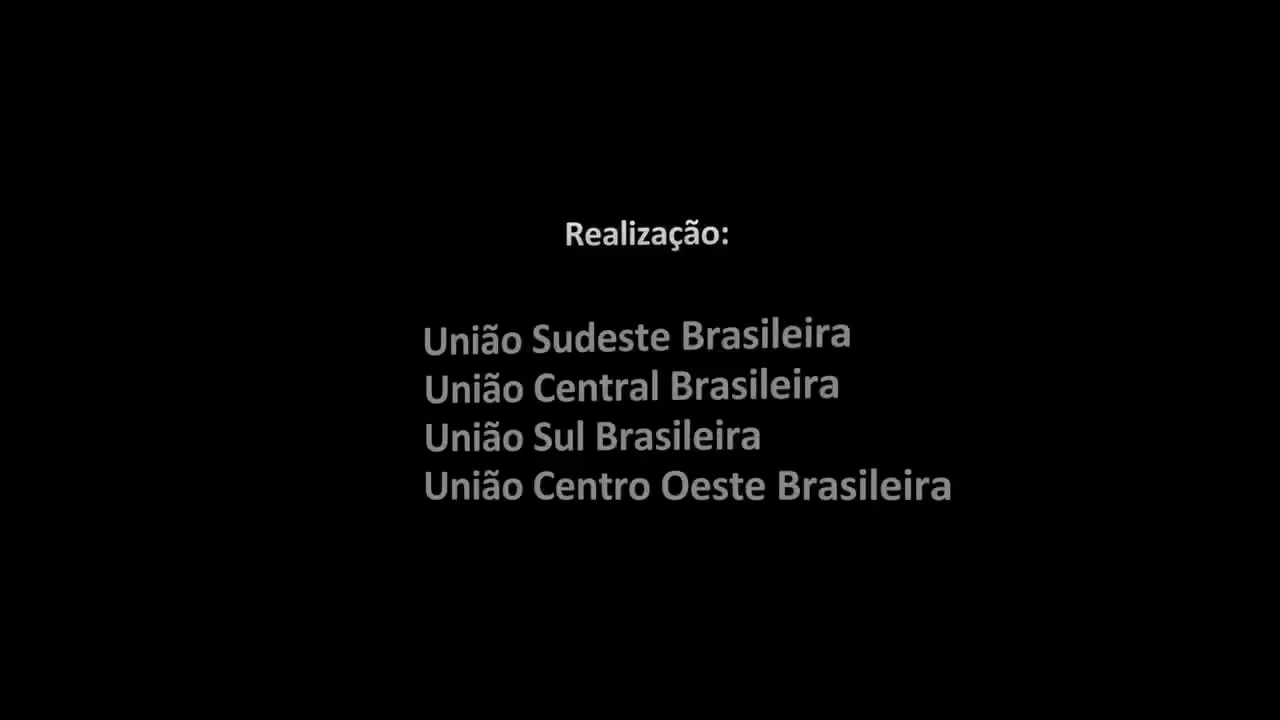 Realização:
União Sudeste Brasileira
União Central Brasileira
União Sul Brasileira
União Centro Oeste Brasileira